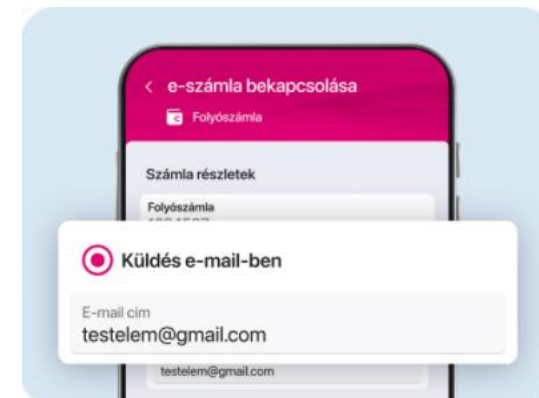 e-számla bekapcsolása
Folyószámla
Számla részletek
Folyószámla
Küldés e-mail-ben
E-mail cím
testelem@gmail.com
testelem@gmail.com